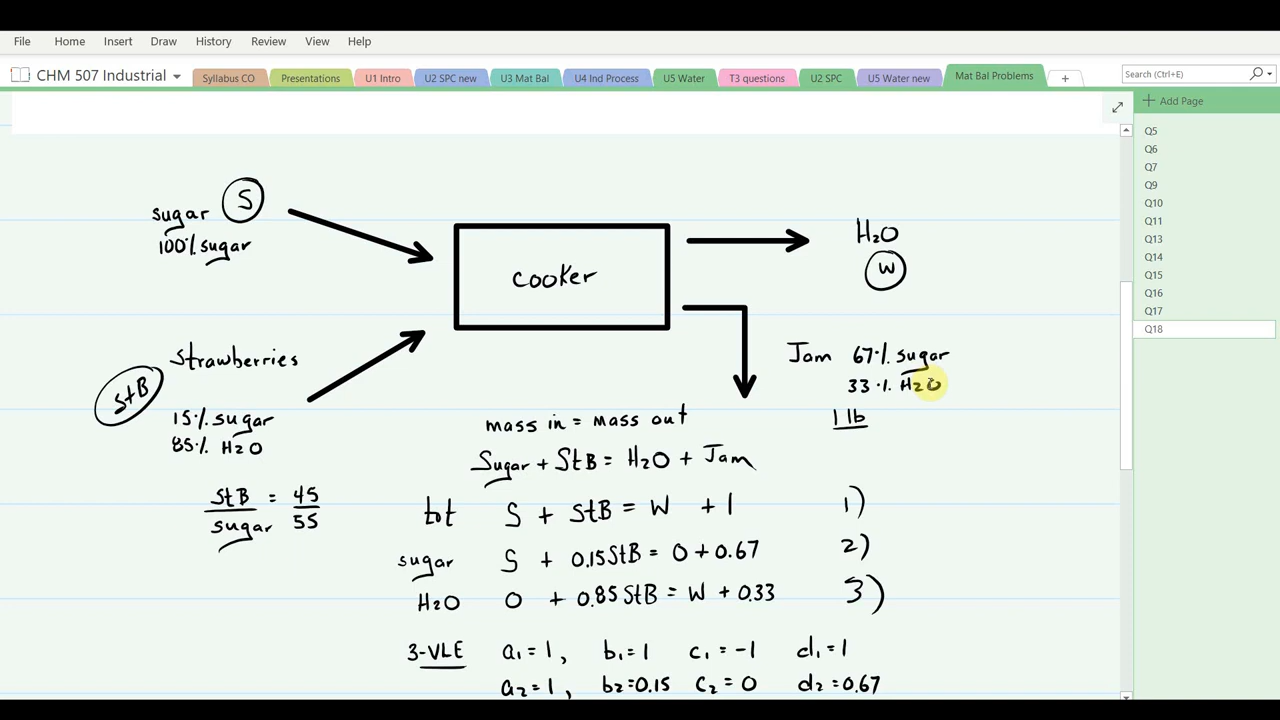 File Home Insert Draw History Review View Help
CHM 507 Industrial
Syllabus CO Presentations U1 Intro U2 SPC new U3 Mat Bal U4 Ind Process U5 Water T3 questions U2 SPC U5 Water new Mat Bal Problems +
Search (Ctrl+E)
+ Add Page
Q5
Q6
Q7
Q9
Q10
Q11
Q13
Q14
Q15
Q16
Q17
Q18
sugar S
100% sugar
cooker
H2O
W
Strawberries
StB
15% sugar
85% H2O
StB = 45
sugar 55
Jam 67% sugar
33% H2O
1 lb
mass in = mass out
Sugar + StB = H2O + Jam
tot S + StB = W + 1 1)
sugar S + 0.15StB = 0 + 0.67 2)
H2O 0 + 0.85StB = W + 0.33 3)
3-VLE a1 = 1, b1 = 1 c1 = -1 d1 = 1
a2 = 1, b2 = 0.15 c2 = 0 d2 = 0.67